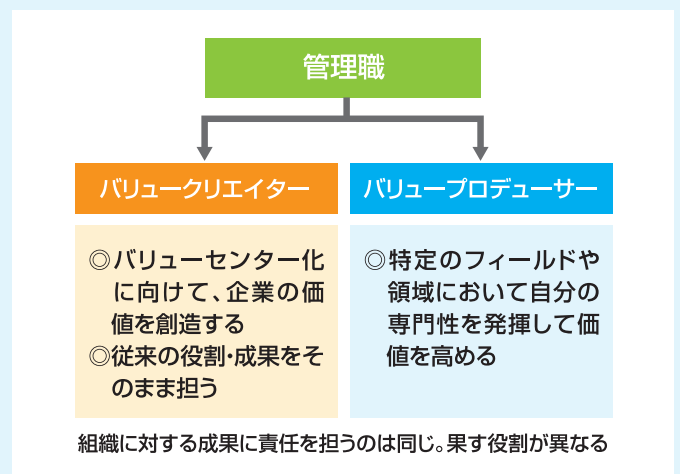 管理職
バリュークリエイター
バリュープロデューサー
◎バリューセンター化
に向けて、企業の価
値を創造する
◎従来の役割・成果をそ
のまま担う
◎特定のフィールドや
領域において自分の
専門性を発揮して価
値を高める
組織に対する成果に責任を担うのは同じ。果す役割が異なる